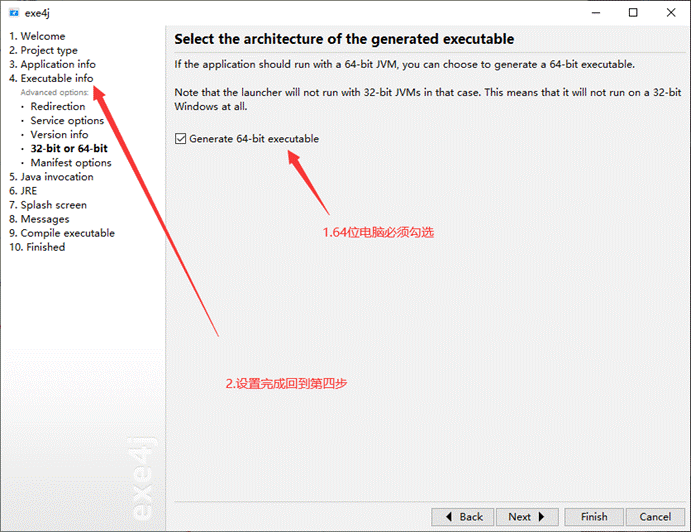 exe4j
1. Welcome
2. Project type
3. Application info
4. Executable info
Advanced options:
· Redirection
· Service options
· Version info
· 32-bit or 64-bit
· Manifest options
5. Java invocation
6. JRE
7. Splash screen
8. Messages
9. Compile executable
10. Finished
exe4j
Select the architecture of the generated executable
If the application should run with a 64-bit JVM, you can choose to generate a 64-bit executable.
Note that the launcher will not run with 32-bit JVMs in that case. This means that it will not run on a 32-bit
Windows at all.
Generate 64-bit executable
1.64位电脑必须勾选
2.设置完成回到第四步
Back
Next
Finish
Cancel